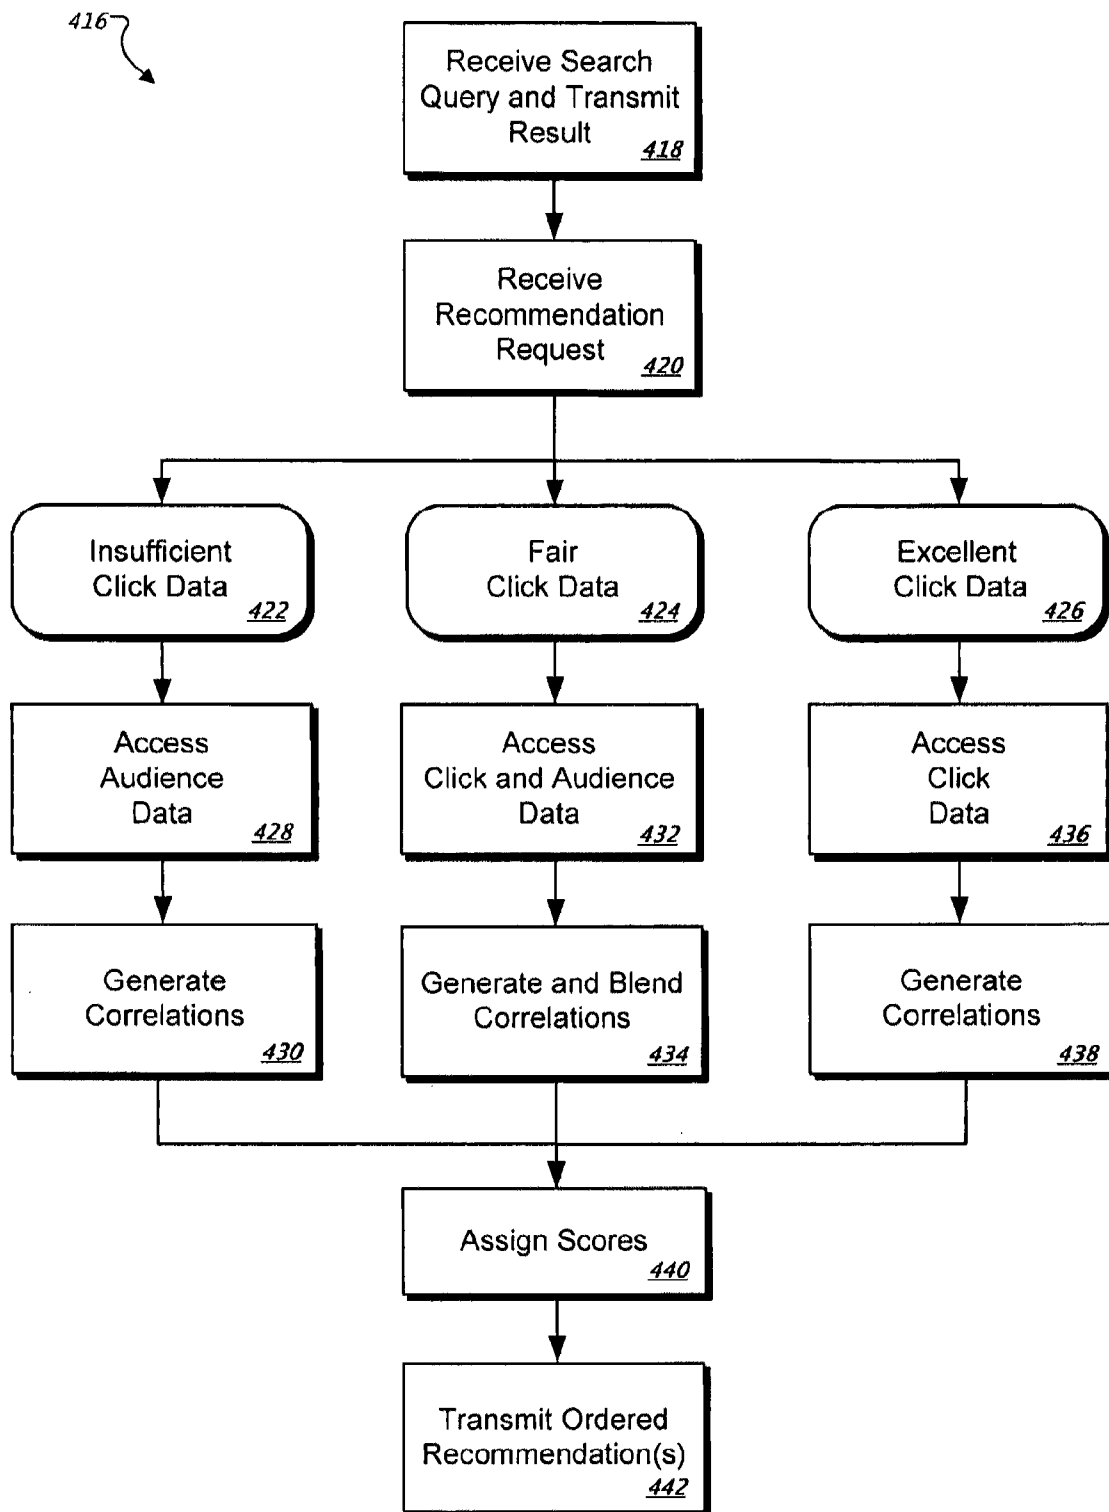 416
Receive Search
Query and Transmit
Result
418
Receive
Recommendation
Request
420
Insufficient
Click Data
422
Fair
Click Data
424
Excellent
Click Data
426
Access
Audience
Data
428
Access
Click and Audience
Data
432
Access
Click
Data
436
Generate
Correlations
430
Generate and Blend
Correlations
434
Generate
Correlations
438
Assign Scores
440
Transmit Ordered
Recommendation(s)
442